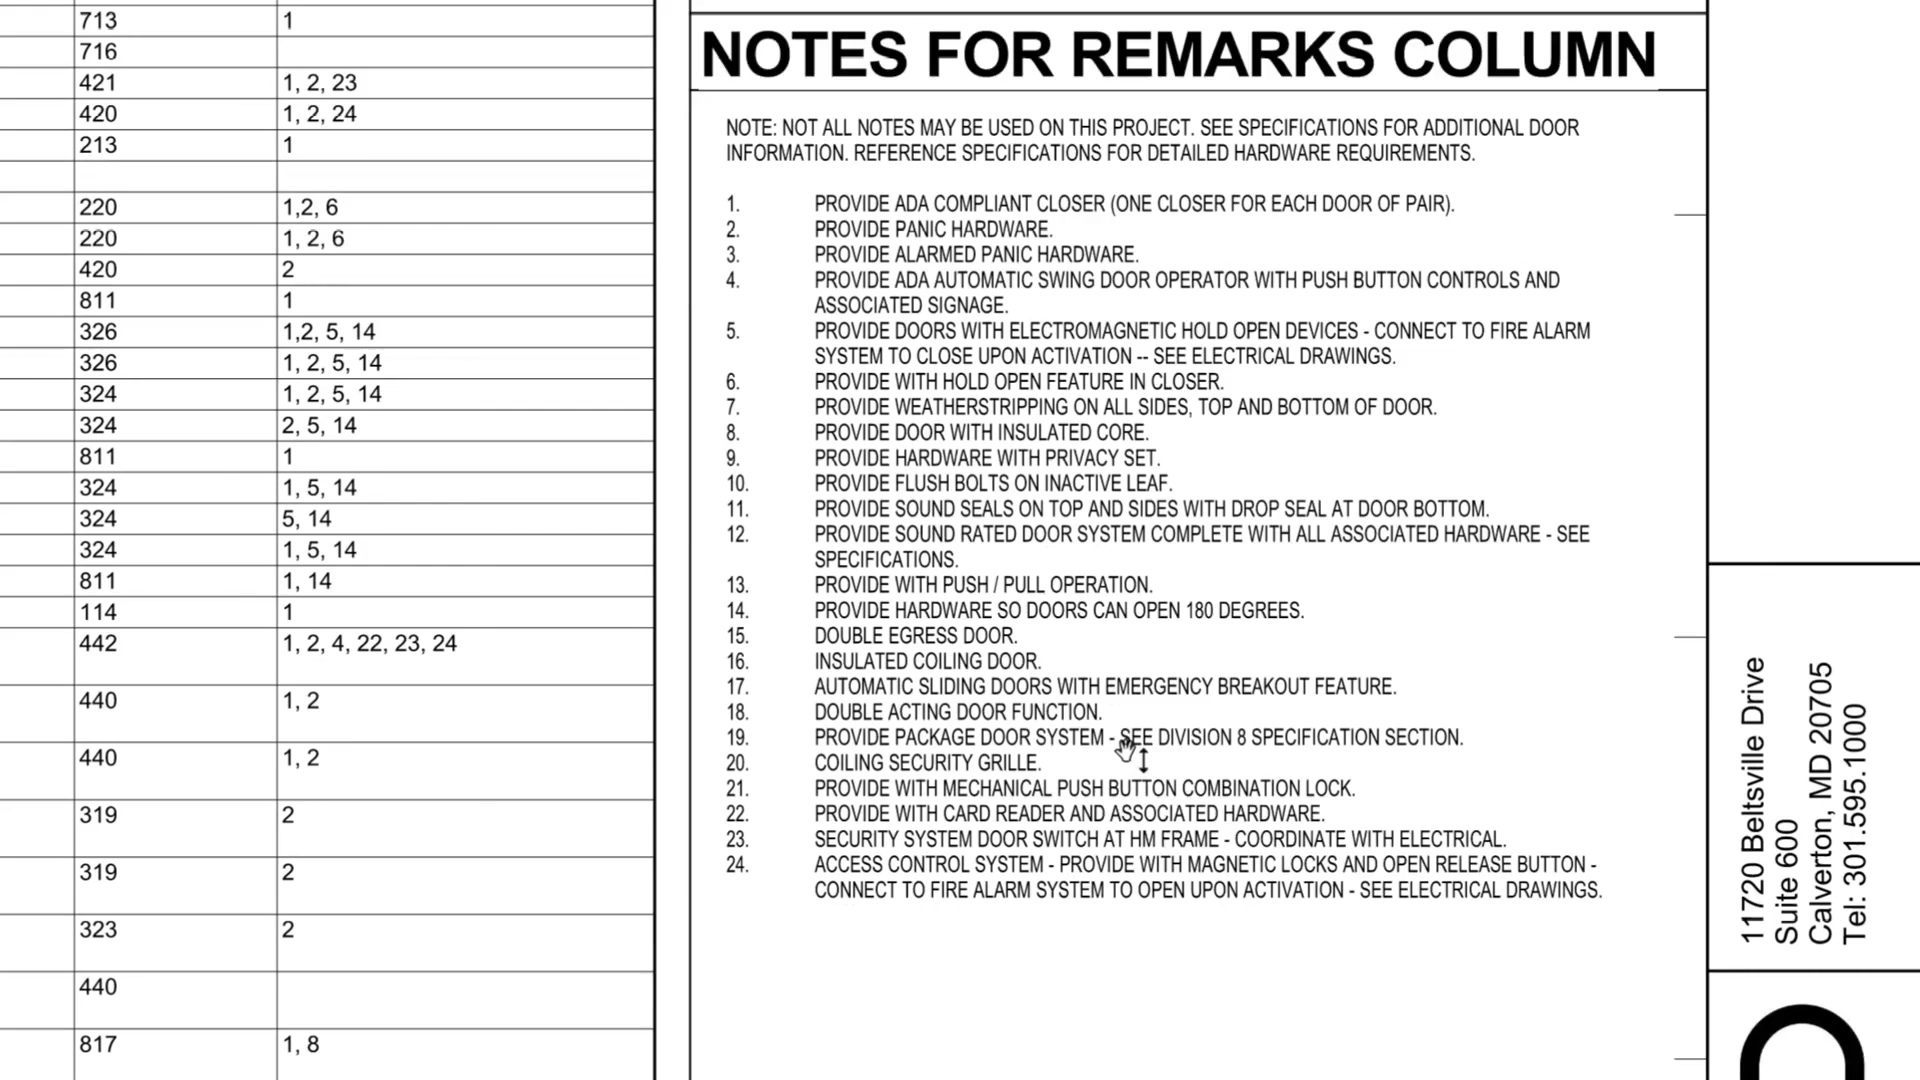 713 1
716
421 1, 2, 23
420 1, 2, 24
213 1
220 1,2, 6
220 1, 2, 6
420 2
811 1
326 1,2, 5, 14
326 1, 2, 5, 14
324 1, 2, 5, 14
324 2, 5, 14
811 1
324 1, 5, 14
324 5, 14
324 1, 5, 14
811 1, 14
114 1
442 1, 2, 4, 22, 23, 24
440 1, 2
440 1, 2
319 2
319 2
323 2
440
817 1, 8
NOTES FOR REMARKS COLUMN
NOTE: NOT ALL NOTES MAY BE USED ON THIS PROJECT. SEE SPECIFICATIONS FOR ADDITIONAL DOOR
INFORMATION. REFERENCE SPECIFICATIONS FOR DETAILED HARDWARE REQUIREMENTS.
1. PROVIDE ADA COMPLIANT CLOSER (ONE CLOSER FOR EACH DOOR OF PAIR).
2. PROVIDE PANIC HARDWARE.
3. PROVIDE ALARMED PANIC HARDWARE.
4. PROVIDE ADA AUTOMATIC SWING DOOR OPERATOR WITH PUSH BUTTON CONTROLS AND
ASSOCIATED SIGNAGE.
5. PROVIDE DOORS WITH ELECTROMAGNETIC HOLD OPEN DEVICES - CONNECT TO FIRE ALARM
SYSTEM TO CLOSE UPON ACTIVATION -- SEE ELECTRICAL DRAWINGS.
6. PROVIDE WITH HOLD OPEN FEATURE IN CLOSER.
7. PROVIDE WEATHERSTRIPPING ON ALL SIDES, TOP AND BOTTOM OF DOOR.
8. PROVIDE DOOR WITH INSULATED CORE.
9. PROVIDE HARDWARE WITH PRIVACY SET.
10. PROVIDE FLUSH BOLTS ON INACTIVE LEAF.
11. PROVIDE SOUND SEALS ON TOP AND SIDES WITH DROP SEAL AT DOOR BOTTOM.
12. PROVIDE SOUND RATED DOOR SYSTEM COMPLETE WITH ALL ASSOCIATED HARDWARE - SEE
SPECIFICATIONS.
13. PROVIDE WITH PUSH / PULL OPERATION.
14. PROVIDE HARDWARE SO DOORS CAN OPEN 180 DEGREES.
15. DOUBLE EGRESS DOOR.
16. INSULATED COILING DOOR.
17. AUTOMATIC SLIDING DOORS WITH EMERGENCY BREAKOUT FEATURE.
18. DOUBLE ACTING DOOR FUNCTION.
19. PROVIDE PACKAGE DOOR SYSTEM - SEE DIVISION 8 SPECIFICATION SECTION.
20. COILING SECURITY GRILLE.
21. PROVIDE WITH MECHANICAL PUSH BUTTON COMBINATION LOCK.
22. PROVIDE WITH CARD READER AND ASSOCIATED HARDWARE.
23. SECURITY SYSTEM DOOR SWITCH AT HM FRAME - COORDINATE WITH ELECTRICAL.
24. ACCESS CONTROL SYSTEM - PROVIDE WITH MAGNETIC LOCKS AND OPEN RELEASE BUTTON -
CONNECT TO FIRE ALARM SYSTEM TO OPEN UPON ACTIVATION - SEE ELECTRICAL DRAWINGS.
11720 Beltsville Drive
Suite 600
Calverton, MD 20705
Tel: 301.595.1000